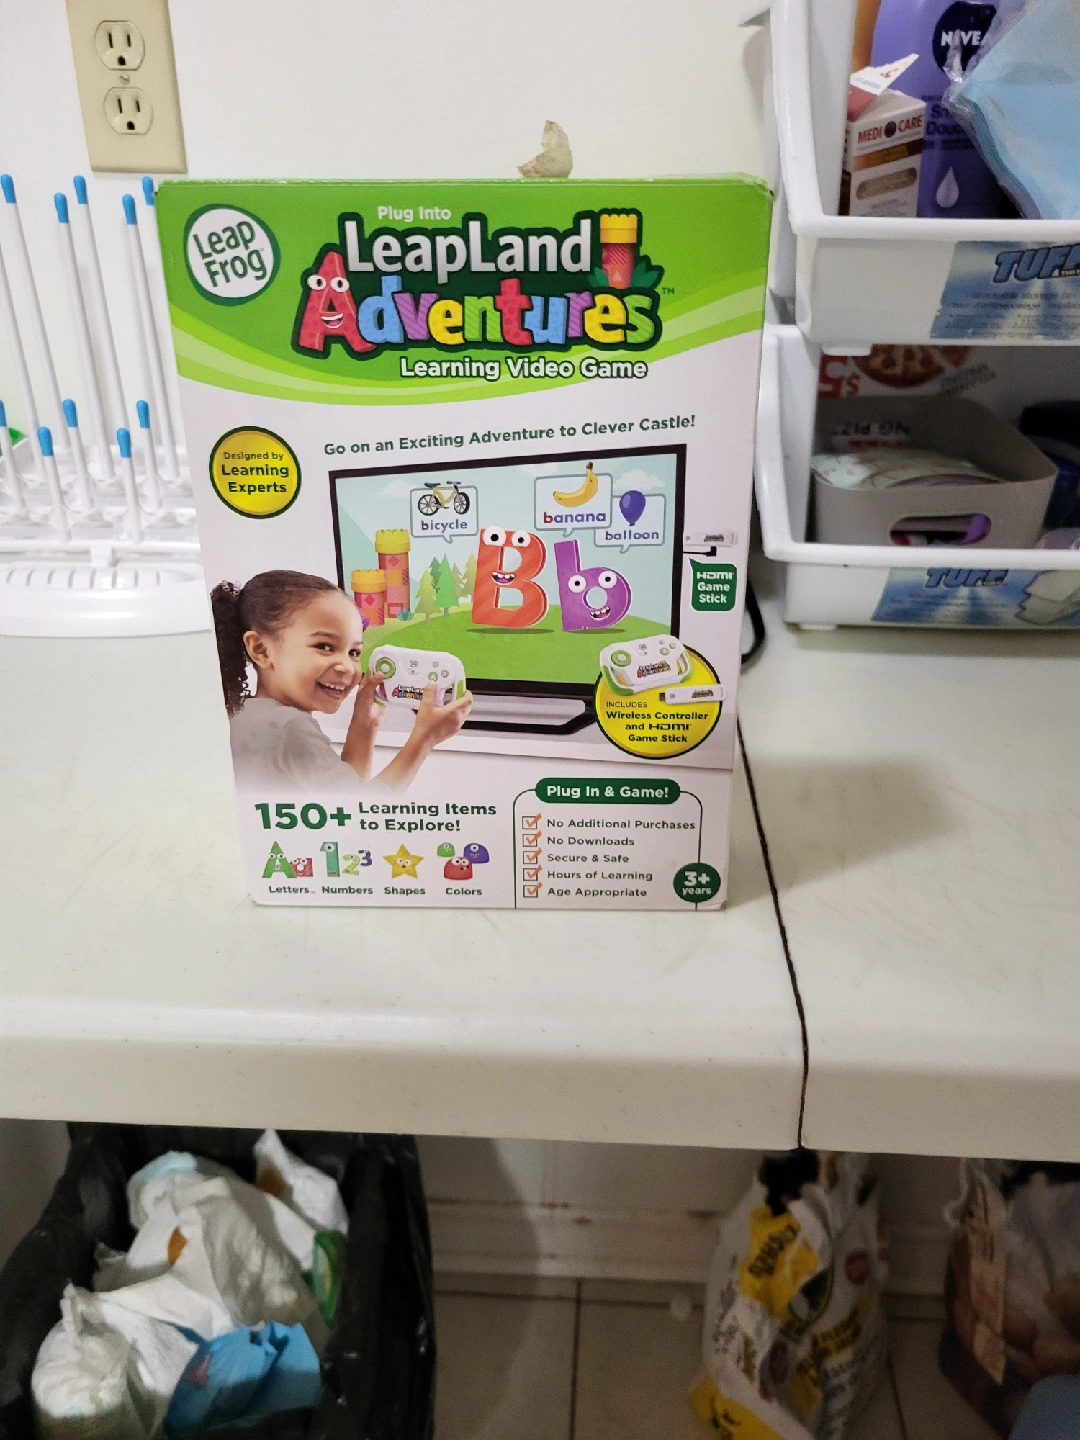 Leap
Frog
Plug Into
LeapLand
Adventures™
Learning Video Game
Designed by
Learning
Experts
Go on an Exciting Adventure to Clever Castle!
bicycle
banana
balloon
Bb
HDMI
Game
Stick
LeapLand
Adventures
INCLUDES
Wireless Controller
and HDMI
Game Stick
150+ Learning Items
to Explore!
Letters Numbers Shapes Colors
Plug In & Game!
No Additional Purchases
No Downloads
Secure & Safe
Hours of Learning
Age Appropriate
3+
years
NIVEA
MEDI CARE
TUFF
TUFF